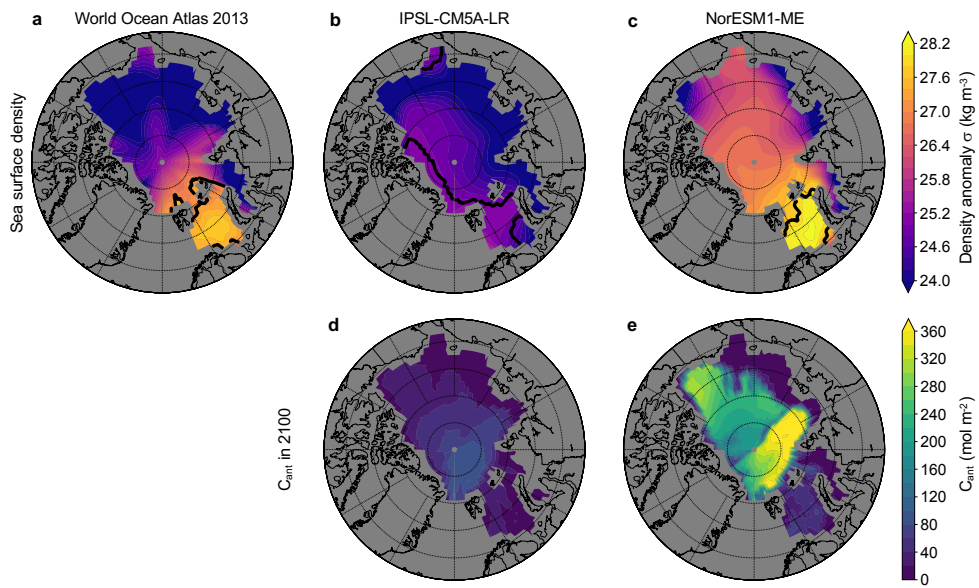 a World Ocean Atlas 2013
b IPSL-CM5A-LR
c NorESM1-ME
Sea surface density
28.2
27.6
27.0
26.4
25.8
25.2
24.6
24.0
Density anomaly σ (kg m⁻³)
d
e
C_ant in 2100
360
320
280
240
200
160
120
80
40
0
C_ant (mol m⁻²)